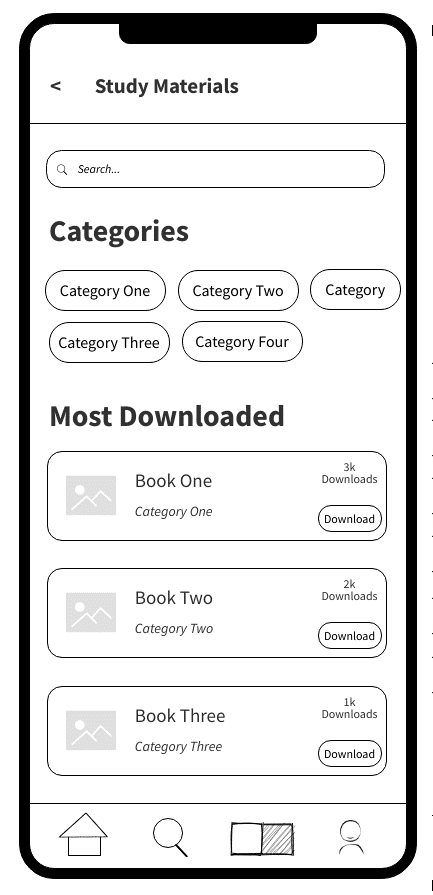 < Study Materials
Search...
Categories
Category One
Category Two
Category
Category Three
Category Four
Most Downloaded
Book One
Category One
3k
Downloads
Download
Book Two
Category Two
2k
Downloads
Download
Book Three
Category Three
1k
Downloads
Download